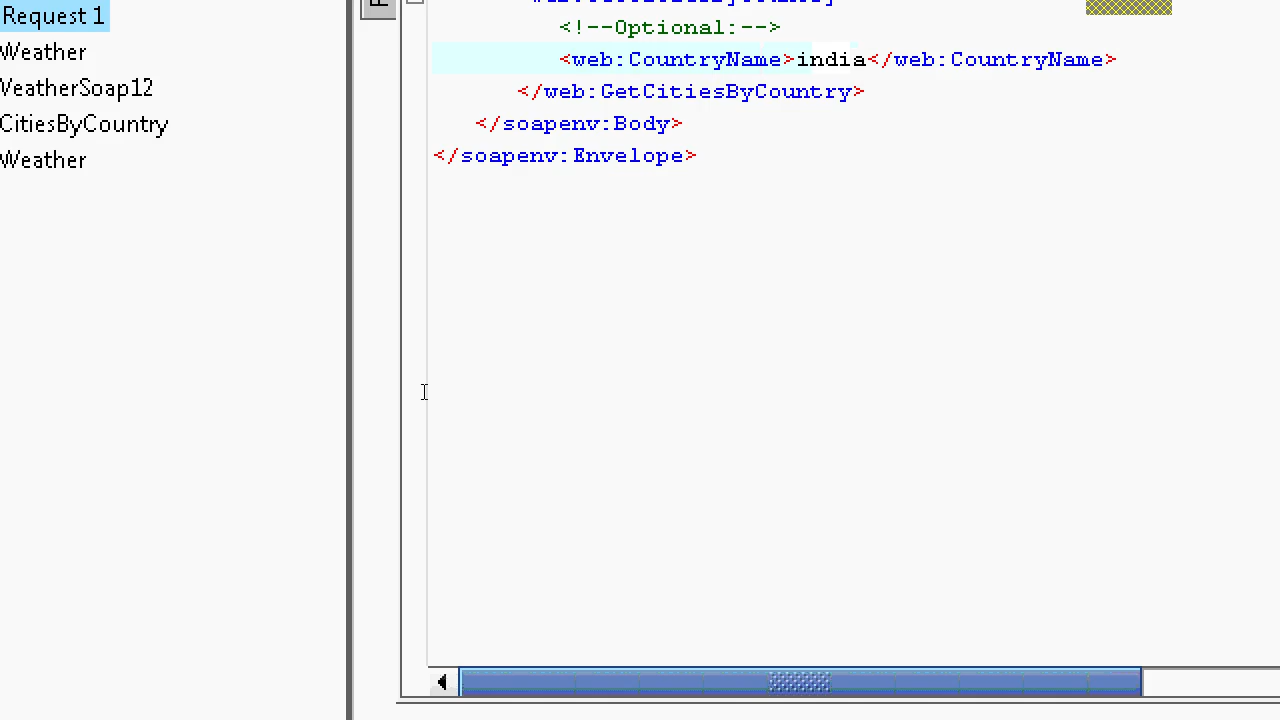 Request 1
Weather
WeatherSoap12
CitiesByCountry
Weather
<!--Optional:-->
<web:CountryName>india</web:CountryName>
</web:GetCitiesByCountry>
</soapenv:Body>
</soapenv:Envelope>